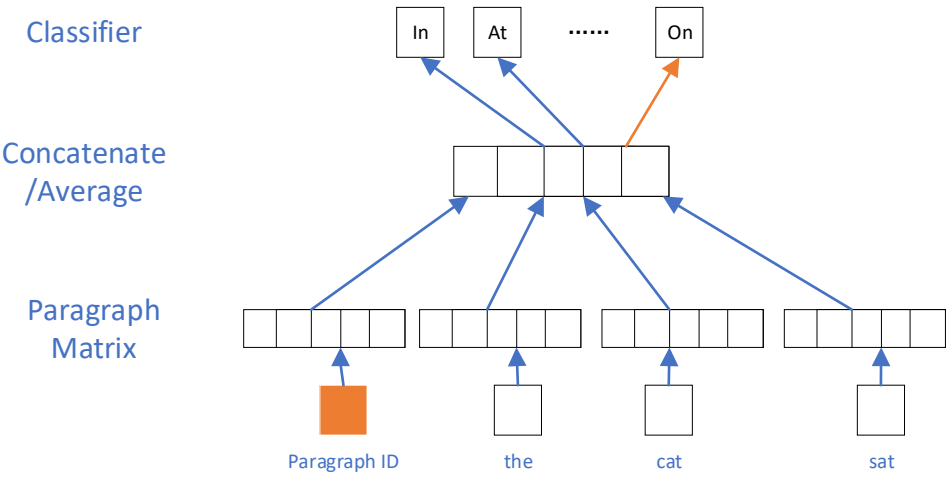 Classifier
In
At
……
On
Concatenate
/Average
Paragraph
Matrix
Paragraph ID
the
cat
sat